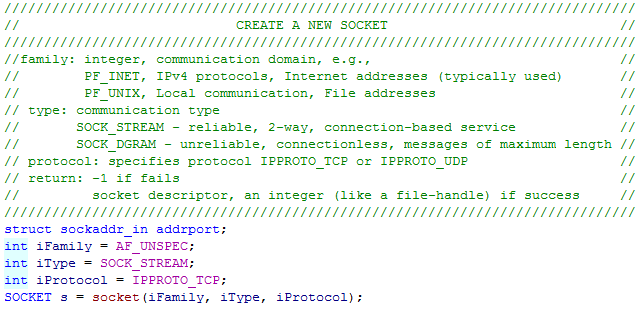 ///////////////////////////////////////////////////////////////////////////////
// CREATE A NEW SOCKET //
///////////////////////////////////////////////////////////////////////////////
//family: integer, communication domain, e.g., //
// PF_INET, IPv4 protocols, Internet addresses (typically used) //
// PF_UNIX, Local communication, File addresses //
// type: communication type //
// SOCK_STREAM - reliable, 2-way, connection-based service //
// SOCK_DGRAM - unreliable, connectionless, messages of maximum length //
// protocol: specifies protocol IPPROTO_TCP or IPPROTO_UDP //
// return: -1 if fails //
// socket descriptor, an integer (like a file-handle) if success //
///////////////////////////////////////////////////////////////////////////////
struct sockaddr_in addrport;
int iFamily = AF_UNSPEC;
int iType = SOCK_STREAM;
int iProtocol = IPPROTO_TCP;
SOCKET s = socket(iFamily, iType, iProtocol);